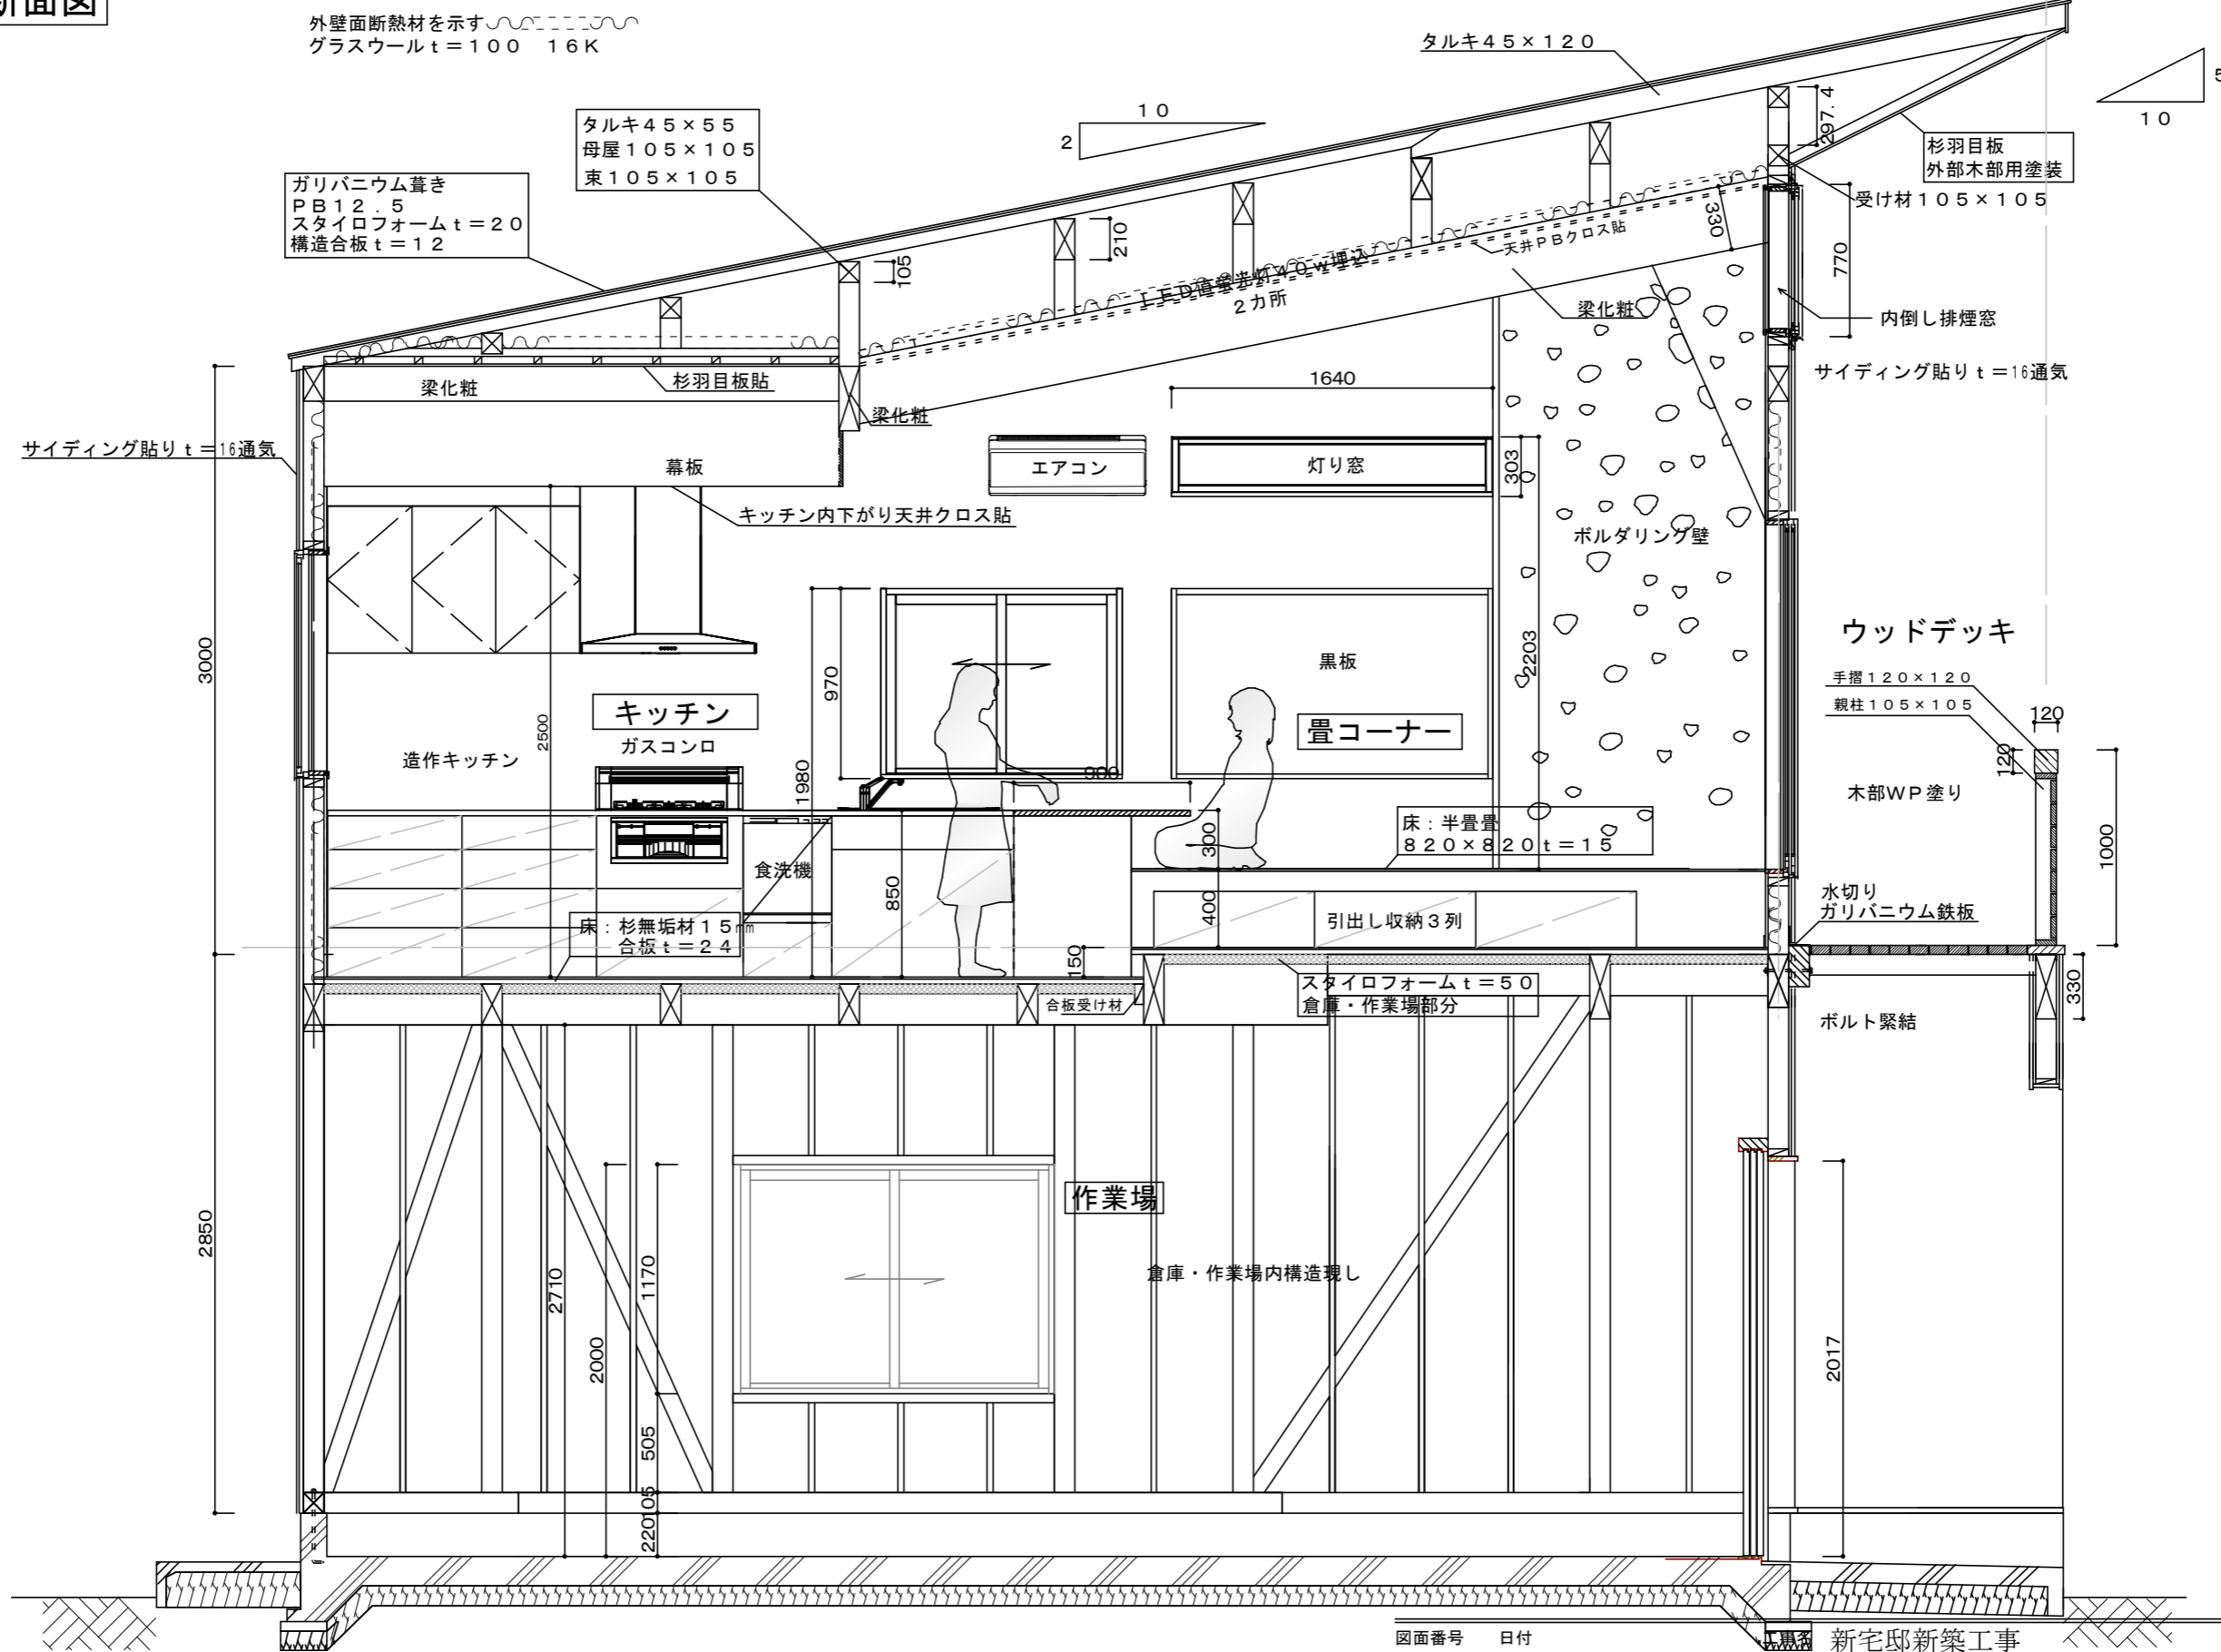 断面図
外壁面断熱材を示す
グラスウールｔ＝１００　１６Ｋ
タルキ４５×１２０
１０
２
１０
タルキ４５×５５
母屋１０５×１０５
束１０５×１０５
ガリバニウム葺き
ＰＢ１２．５
スタイロフォームｔ＝２０
構造合板ｔ＝１２
297.4
杉羽目板
外部木部用塗装
受け材１０５×１０５
330
770
天井ＰＢクロス貼
210
105
ＬＥＤ直蛍光灯４０ｗ埋込
２カ所
梁化粧
内倒し排煙窓
サイディング貼りｔ＝16通気
梁化粧
杉羽目板貼
梁化粧
1640
サイディング貼りｔ＝16通気
幕板
エアコン
灯り窓
303
キッチン内下がり天井クロス貼
ボルダリング壁
3000
970
2203
黒板
ウッドデッキ
手摺１２０×１２０
親柱１０５×１０５
120
120
キッチン
ガスコンロ
畳コーナー
2500
造作キッチン
1980
900
木部ＷＰ塗り
1000
床：半畳畳
８２０×８２０ｔ＝１５
300
食洗機
850
400
引出し収納３列
水切り
ガリバニウム鉄板
床：杉無垢材１５㎜
合板ｔ＝２４
150
スタイロフォームｔ＝５０
倉庫・作業場部分
合板受け材
330
ボルト緊結
作業場
2850
2710
1170
倉庫・作業場内構造現し
2000
2017
505
105
220
図面番号　日付
工事名　新宅邸新築工事